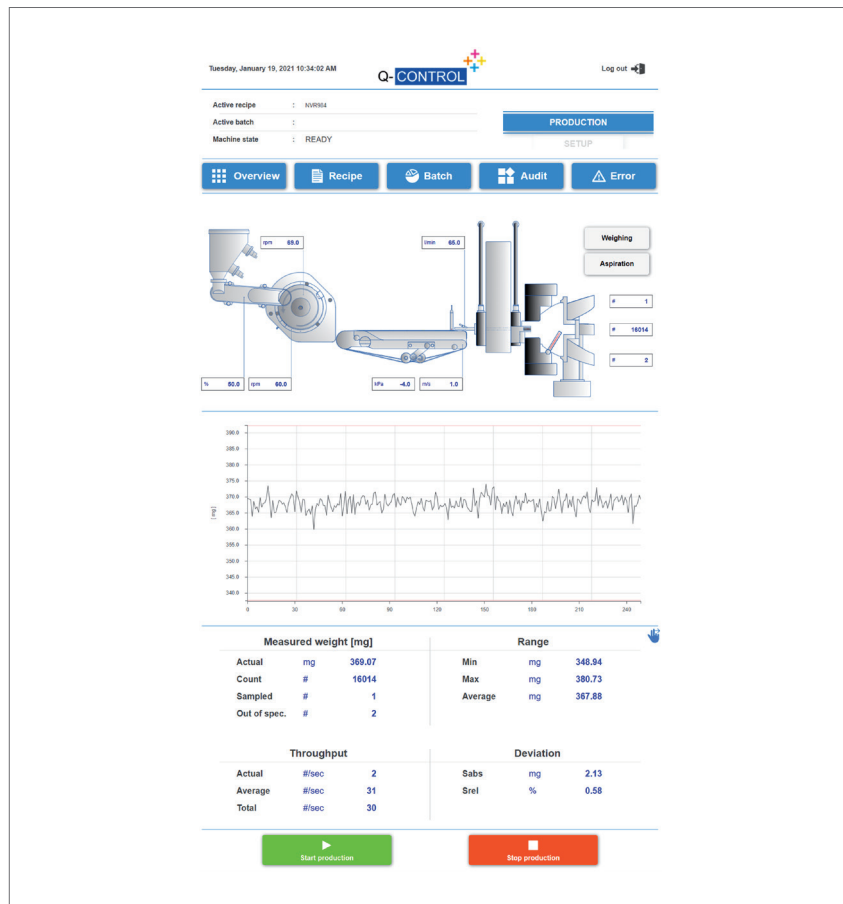 Tuesday, January 19, 2021 10:34:02 AM
Q-CONTROL
Log out
Active recipe : NVR904
Active batch :
Machine state : READY
PRODUCTION
SETUP
Overview
Recipe
Batch
Audit
Error
rpm 69.0
l/min 65.0
Weighing
Aspiration
# 1
# 16014
# 2
% 50.0
rpm 60.0
kPa -4.0
m/s 1.0
390.0
385.0
380.0
375.0
370.0
365.0
360.0
355.0
350.0
345.0
340.0
[mg]
0 30 60 90 120 150 180 210 240
Measured weight [mg]
Actual mg 369.07
Count # 16014
Sampled # 1
Out of spec. # 2
Range
Min mg 348.94
Max mg 380.73
Average mg 367.88
Throughput
Actual #/sec 2
Average #/sec 31
Total #/sec 30
Deviation
Sabs mg 2.13
Srel % 0.58
Start production
Stop production